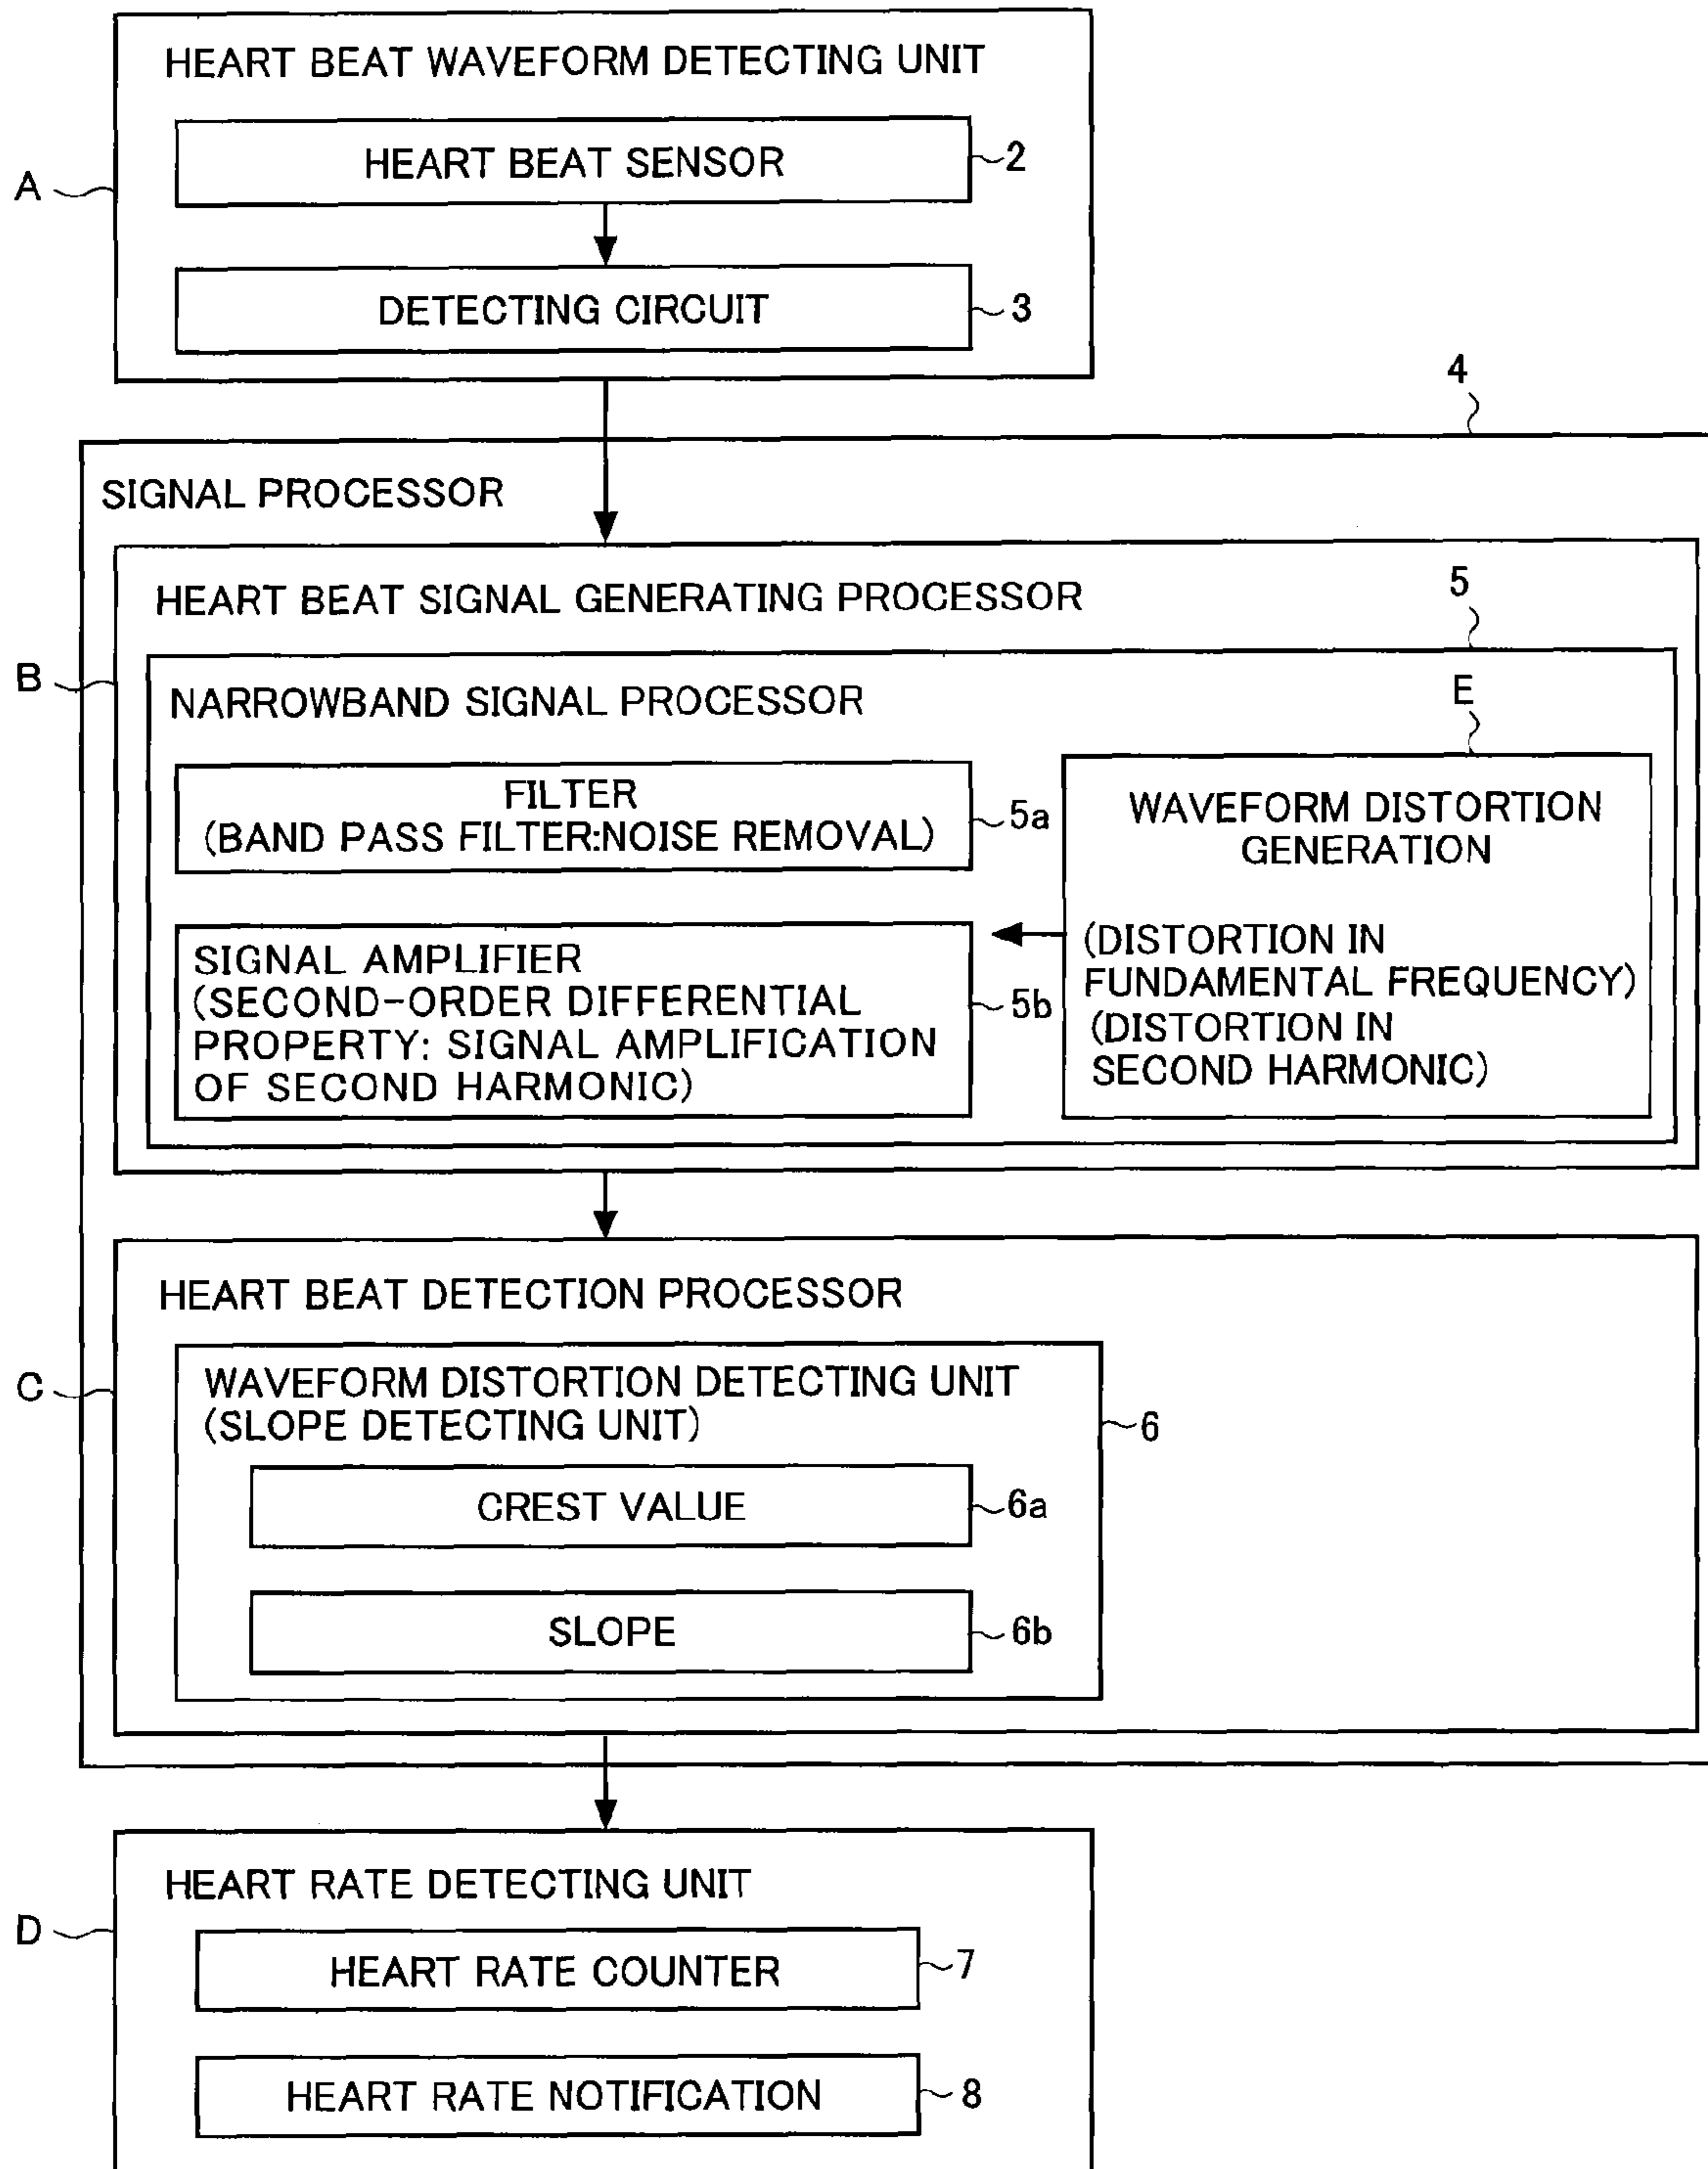 HEART BEAT WAVEFORM DETECTING UNIT
HEART BEAT SENSOR
2
A
DETECTING CIRCUIT
3
4
SIGNAL PROCESSOR
HEART BEAT SIGNAL GENERATING PROCESSOR
5
B
NARROWBAND SIGNAL PROCESSOR
E
FILTER
(BAND PASS FILTER:NOISE REMOVAL)
5a
WAVEFORM DISTORTION
GENERATION
(DISTORTION IN
FUNDAMENTAL FREQUENCY)
(DISTORTION IN
SECOND HARMONIC)
SIGNAL AMPLIFIER
(SECOND-ORDER DIFFERENTIAL
PROPERTY: SIGNAL AMPLIFICATION
OF SECOND HARMONIC)
5b
HEART BEAT DETECTION PROCESSOR
C
WAVEFORM DISTORTION DETECTING UNIT
(SLOPE DETECTING UNIT)
6
CREST VALUE
6a
SLOPE
6b
HEART RATE DETECTING UNIT
D
HEART RATE COUNTER
7
HEART RATE NOTIFICATION
8